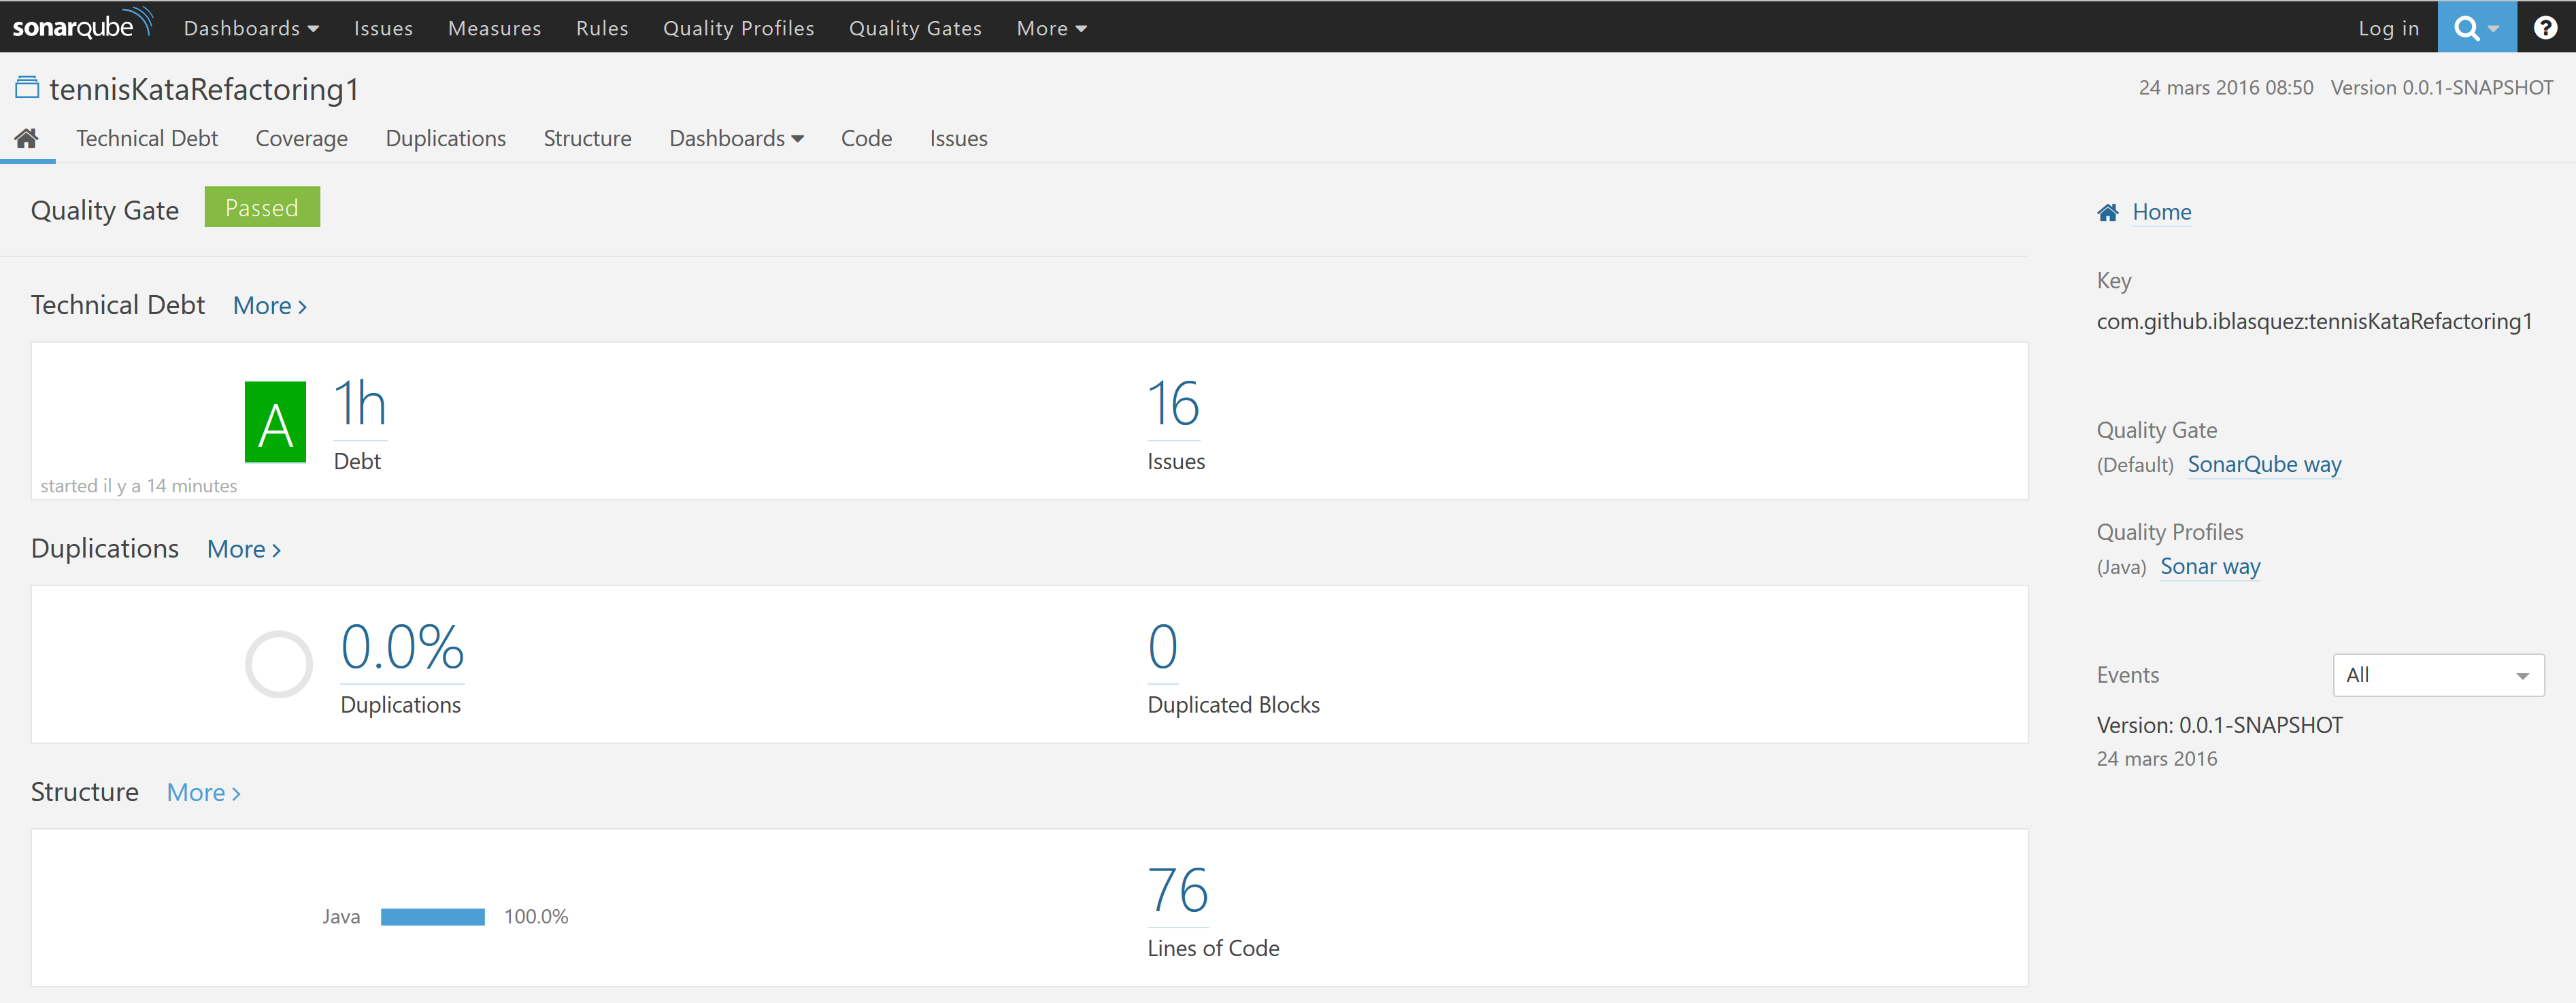 sonarqube Dashboards Issues Measures Rules Quality Profiles Quality Gates More Log in
tennisKataRefactoring1
24 mars 2016 08:50 Version 0.0.1-SNAPSHOT
Technical Debt Coverage Duplications Structure Dashboards Code Issues
Quality Gate Passed
Technical Debt More
A
1h
Debt
started il y a 14 minutes
16
Issues
Duplications More
0.0%
Duplications
0
Duplicated Blocks
Structure More
Java 100.0%
76
Lines of Code
Home
Key
com.github.iblasquez:tennisKataRefactoring1
Quality Gate
(Default) SonarQube way
Quality Profiles
(Java) Sonar way
Events All
Version: 0.0.1-SNAPSHOT
24 mars 2016